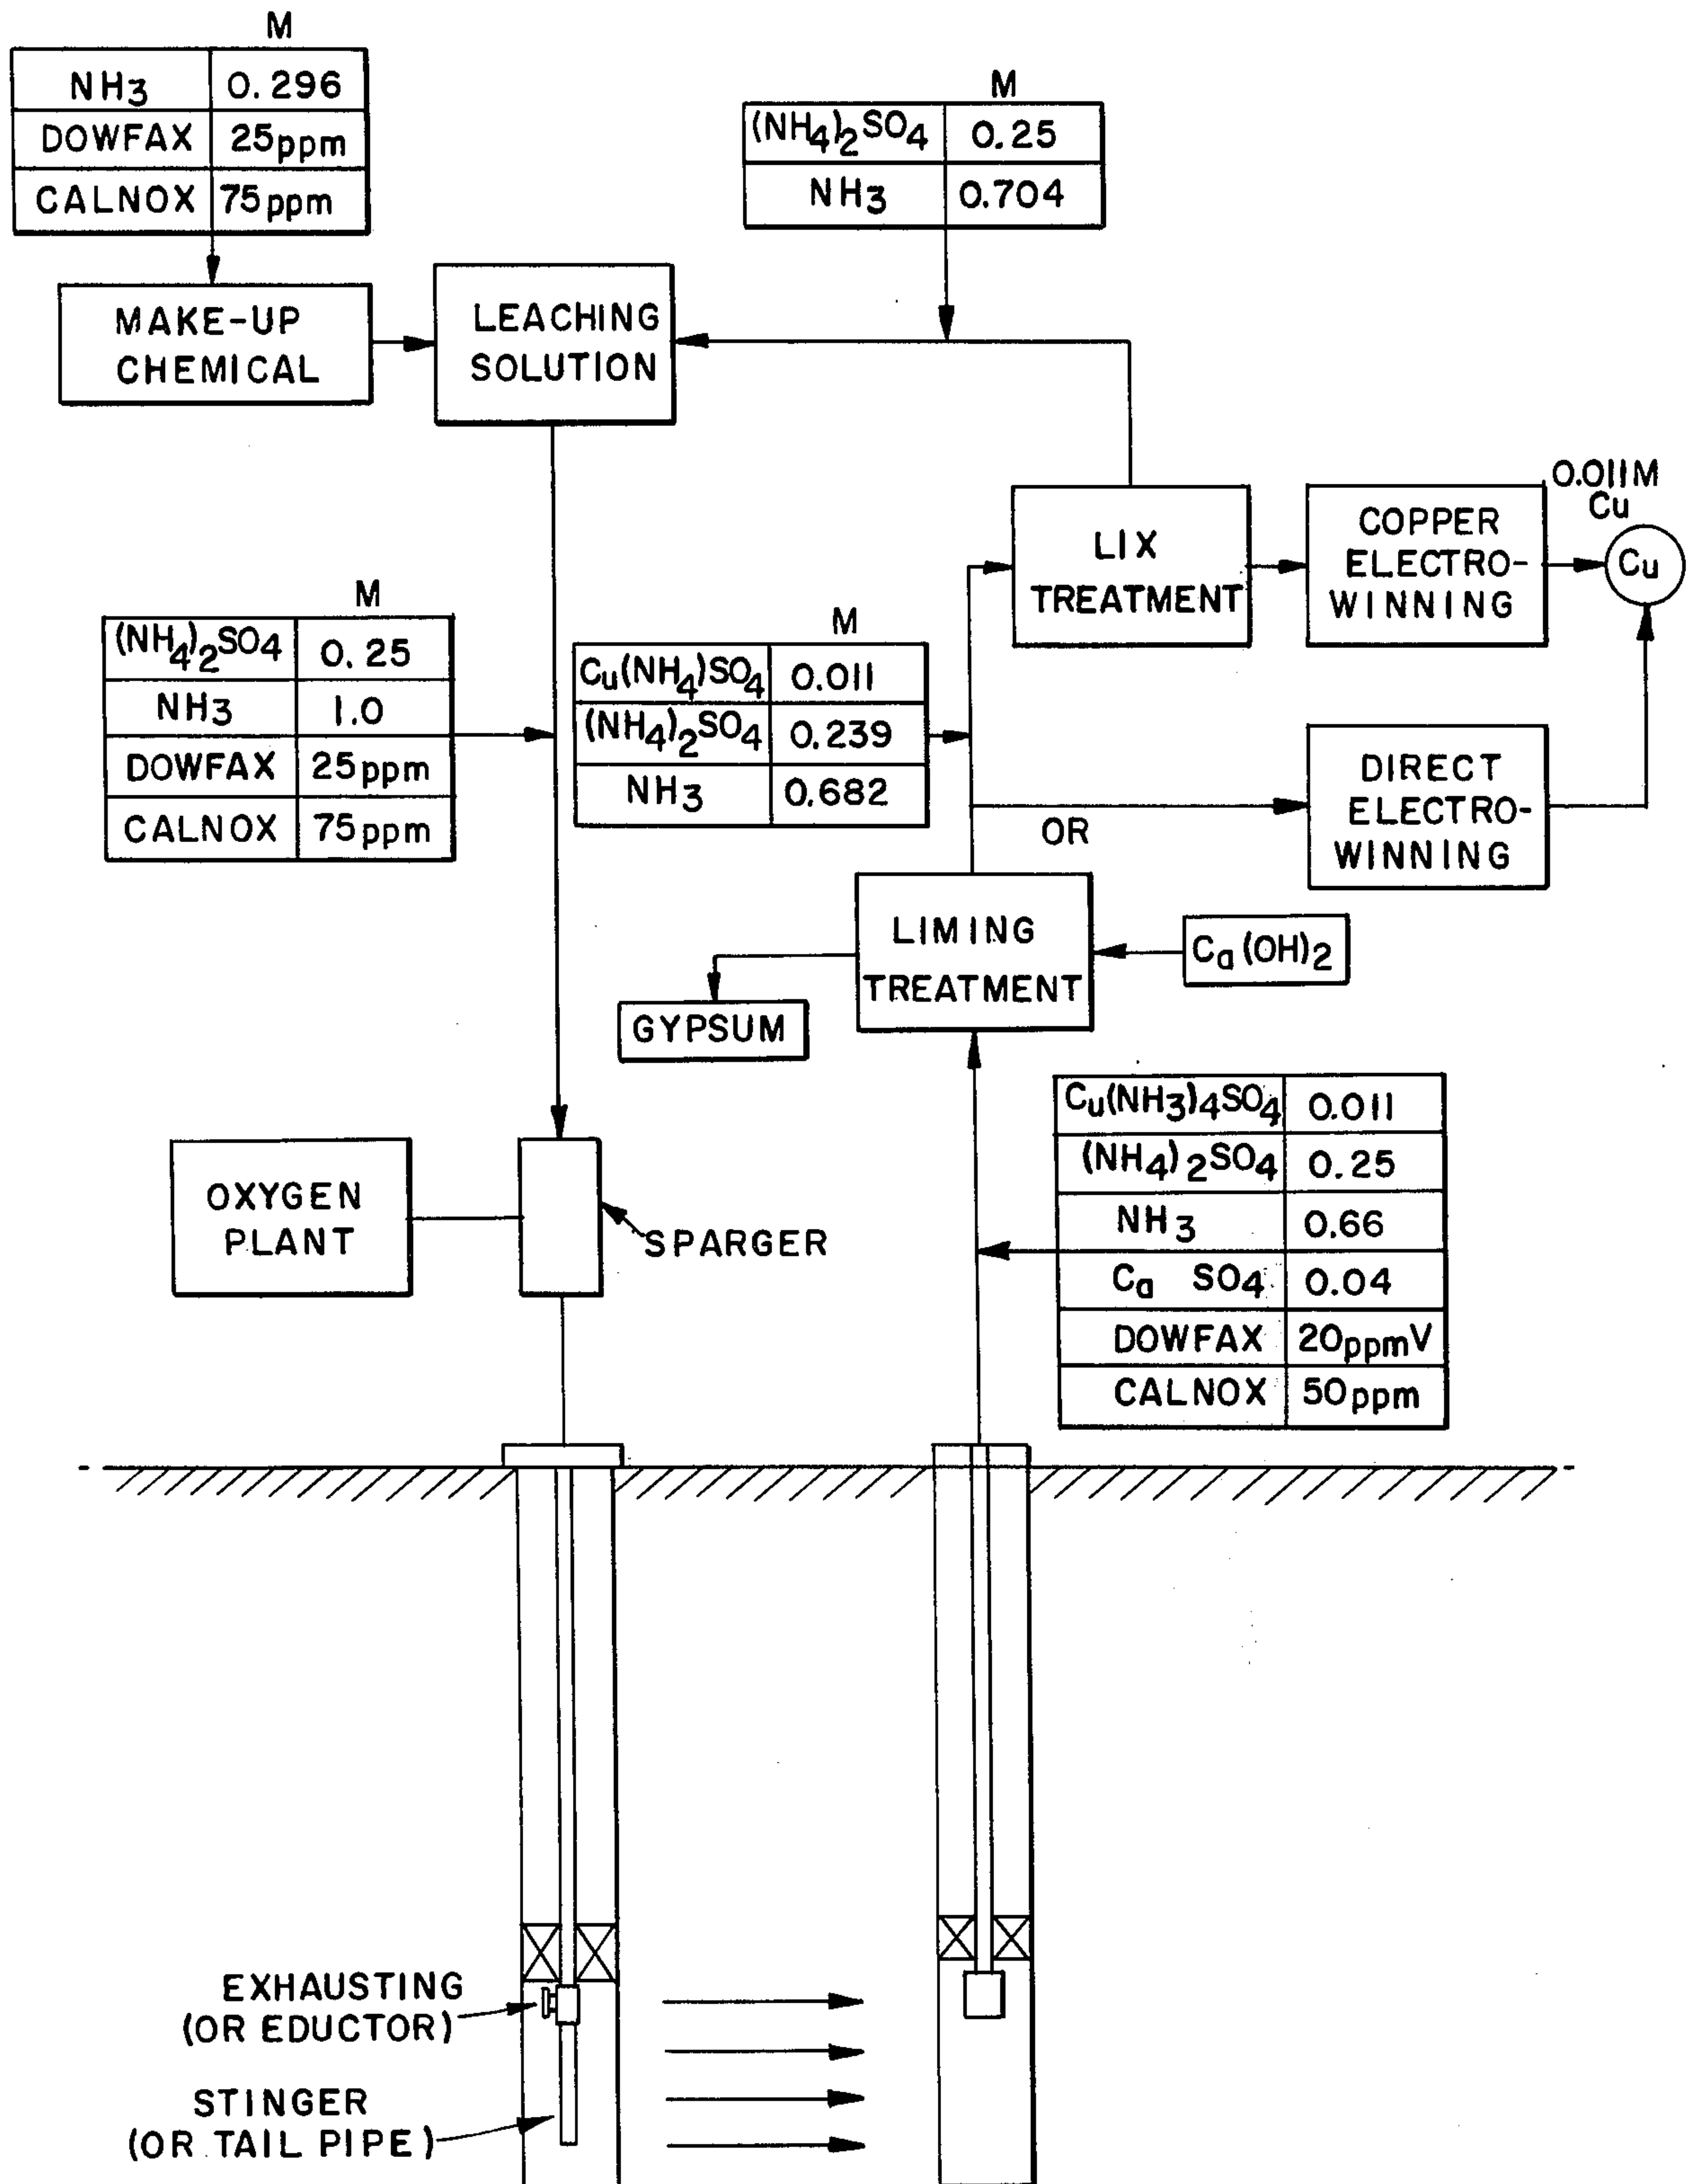 M
NH3 0.296
DOWFAX 25ppm
CALNOX 75ppm
M
(NH4)2SO4 0.25
NH3 0.704
MAKE-UP
CHEMICAL
LEACHING
SOLUTION
LIX
TREATMENT
COPPER
ELECTRO-
WINNING
0.011M
Cu
Cu
M
(NH4)2SO4 0.25
NH3 1.0
DOWFAX 25ppm
CALNOX 75ppm
M
Cu(NH4)SO4 0.011
(NH4)2SO4 0.239
NH3 0.682
OR
DIRECT
ELECTRO-
WINNING
LIMING
TREATMENT
Ca(OH)2
GYPSUM
Cu(NH3)4SO4 0.011
(NH4)2SO4 0.25
NH3 0.66
Ca SO4 0.04
DOWFAX 20ppmV
CALNOX 50ppm
OXYGEN
PLANT
SPARGER
EXHAUSTING
(OR EDUCTOR)
STINGER
(OR TAIL PIPE)